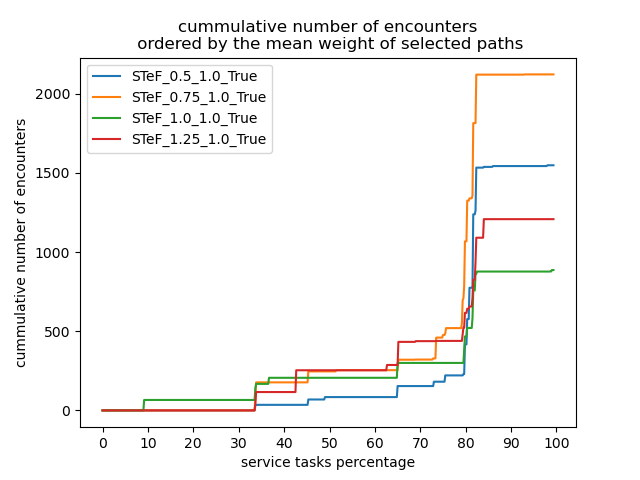 cummulative number of encounters
ordered by the mean weight of selected paths
STeF_0.5_1.0_True
STeF_0.75_1.0_True
STeF_1.0_1.0_True
STeF_1.25_1.0_True
cummulative number of encounters
2000
1500
1000
500
0
0 10 20 30 40 50 60 70 80 90 100
service tasks percentage